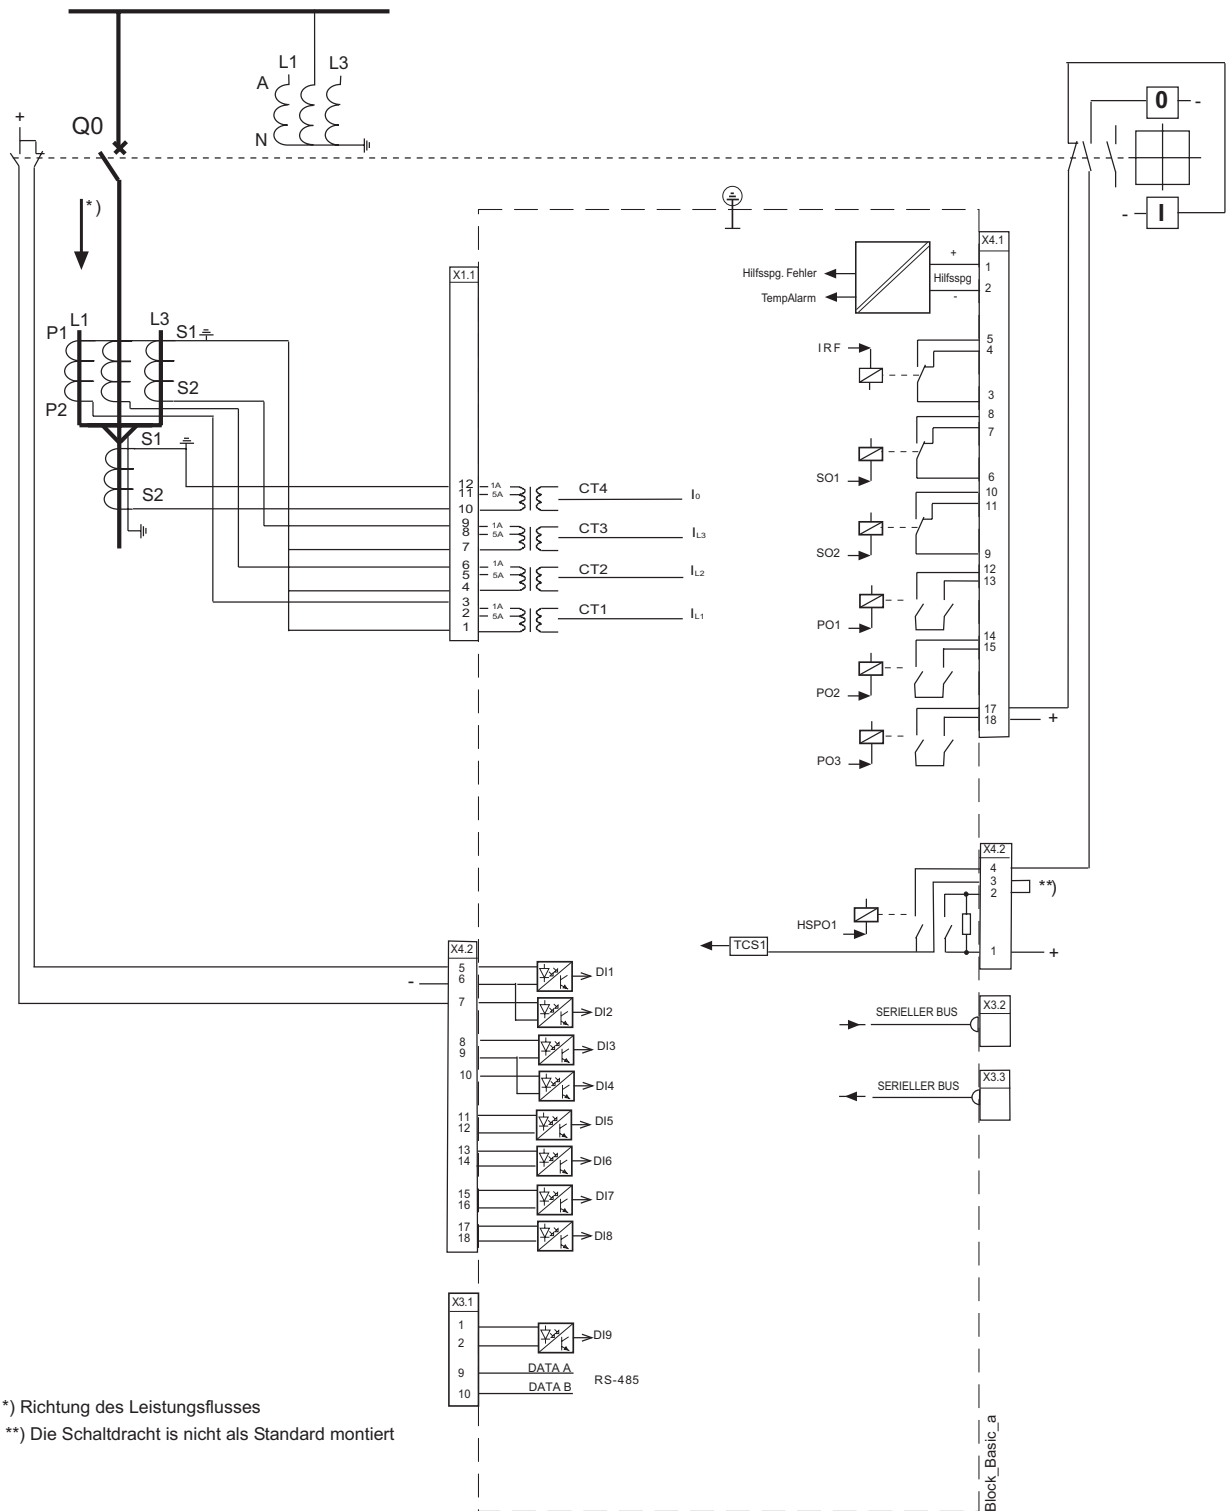 L1 L3
A
N
+
Q0
*)
0 -
- I
X4.1
+
1
Hilfsspg. Fehler
Hilfsspg
2
TempAlarm
-
X1.1
L1 L3
P1 S1
S2
P2
S1
S2
IRF
5
4
3
8
7
SO1
6
10
11
SO2
9
12
13
PO1
14
15
PO2
17
18 +
PO3
12 1A CT4
11 5A I0
10
9 1A CT3
8 5A IL3
7
6 1A CT2
5 5A IL2
4
3 1A CT1
2 5A IL1
1
X4.2
4
3
2 **)
HSPO1
TCS1
1 +
X4.2
5 DI1
- 6
7 DI2
8 DI3
9
10 DI4
11 DI5
12
13
14 DI6
15 DI7
16
17
18 DI8
X3.2
SERIELLER BUS
X3.3
SERIELLER BUS
X3.1
1
2 DI9
9 DATA A
RS-485
10 DATA B
*) Richtung des Leistungsflusses
**) Die Schaltdracht is nicht als Standard montiert
Block_Basic_a